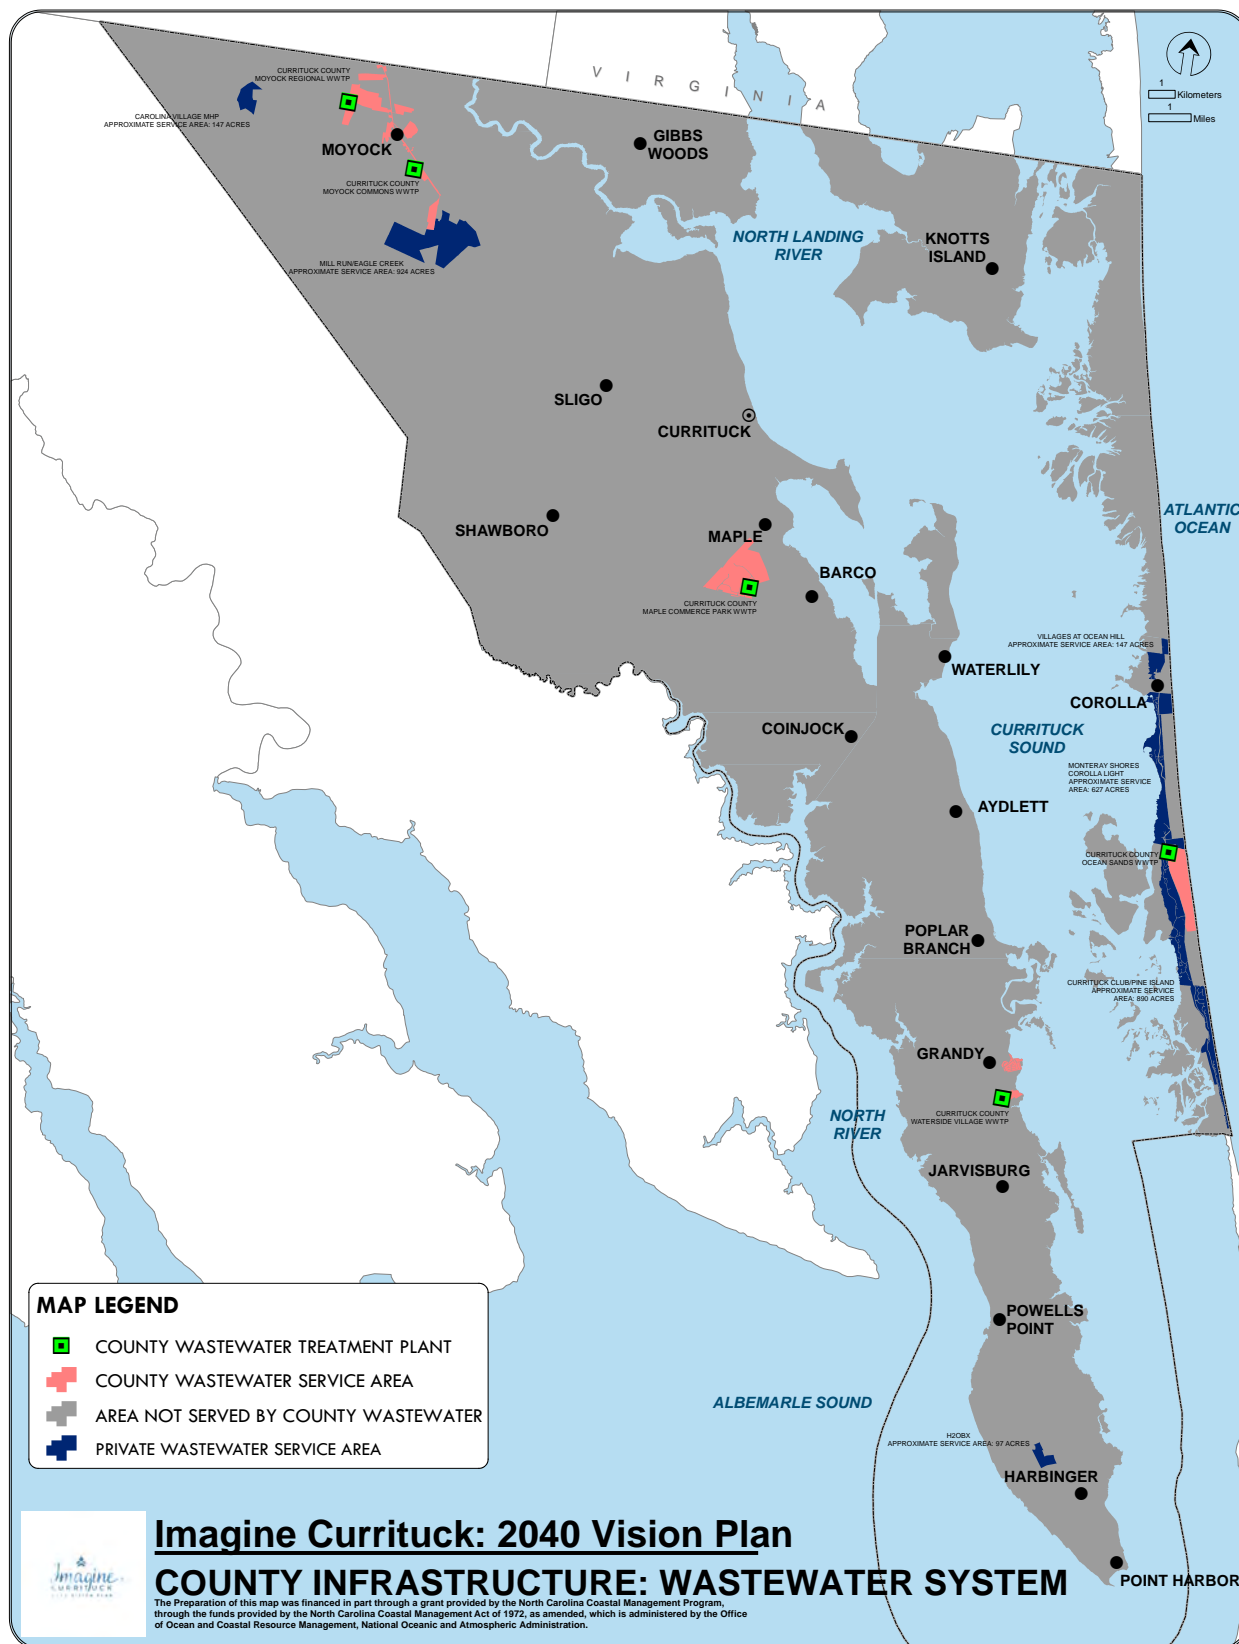 VIRGINIA
1
Kilometers
1
Miles
CURRITUCK COUNTY
MOYOCK REGIONAL WWTP
CAROLINA VILLAGE MHP
APPROXIMATE SERVICE AREA: 147 ACRES
MOYOCK
GIBBS
WOODS
CURRITUCK COUNTY
MOYOCK COMMONS WWTP
NORTH LANDING
RIVER
KNOTTS
ISLAND
MILL RUN/EAGLE CREEK
APPROXIMATE SERVICE AREA: 924 ACRES
SLIGO
CURRITUCK
SHAWBORO
MAPLE
ATLANTIC
OCEAN
BARCO
CURRITUCK COUNTY
MAPLE COMMERCE PARK WWTP
VILLAGES AT OCEAN HILL
APPROXIMATE SERVICE AREA: 147 ACRES
WATERLILY
COROLLA
COINJOCK
CURRITUCK
SOUND
MONTERAY SHORES
COROLLA LIGHT
APPROXIMATE SERVICE
AREA: 627 ACRES
AYDLETT
CURRITUCK COUNTY
OCEAN SANDS WWTP
POPLAR
BRANCH
CURRITUCK CLUB/PINE ISLAND
APPROXIMATE SERVICE
AREA: 890 ACRES
GRANDY
CURRITUCK COUNTY
WATERSIDE VILLAGE WWTP
NORTH
RIVER
JARVISBURG
POWELLS
POINT
ALBEMARLE SOUND
H2OBX
APPROXIMATE SERVICE AREA: 97 ACRES
HARBINGER
POINT HARBOR
MAP LEGEND
COUNTY WASTEWATER TREATMENT PLANT
COUNTY WASTEWATER SERVICE AREA
AREA NOT SERVED BY COUNTY WASTEWATER
PRIVATE WASTEWATER SERVICE AREA
Imagine
CURRITUCK
2040 VISION PLAN
Imagine Currituck: 2040 Vision Plan
COUNTY INFRASTRUCTURE: WASTEWATER SYSTEM
The Preparation of this map was financed in part through a grant provided by the North Carolina Coastal Management Program,
through the funds provided by the North Carolina Coastal Management Act of 1972, as amended, which is administered by the Office
of Ocean and Coastal Resource Management, National Oceanic and Atmospheric Administration.